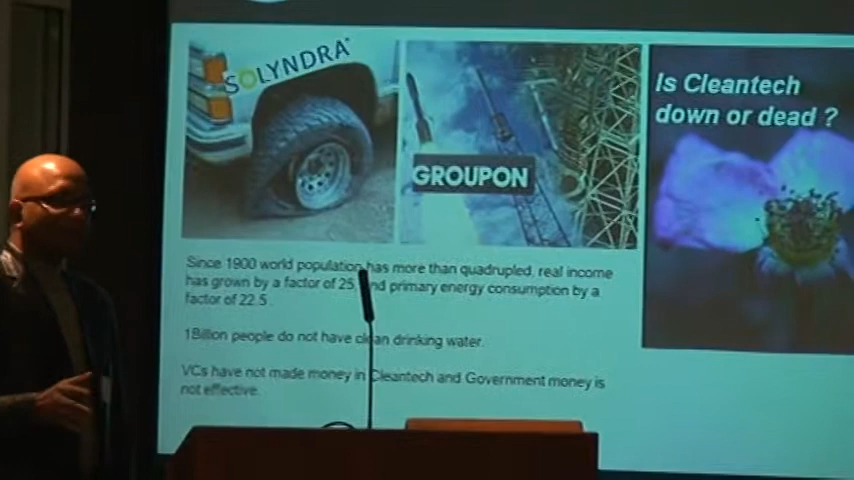 SOLYNDRA
GROUPON
Is Cleantech
down or dead ?
Since 1900 world population has more than quadrupled, real income
has grown by a factor of 25, and primary energy consumption by a
factor of 22.5
1Billion people do not have clean drinking water.
VCs have not made money in Cleantech and Government money is
not effective.